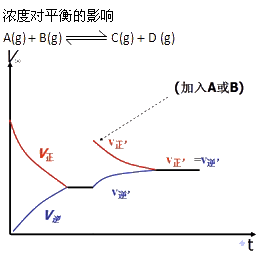 浓度对平衡的影响
A(g) + B(g) ⇌ C(g) + D (g)
V
(加入A或B)
V正'
V正
V正' =V逆'
V逆'
V逆
t